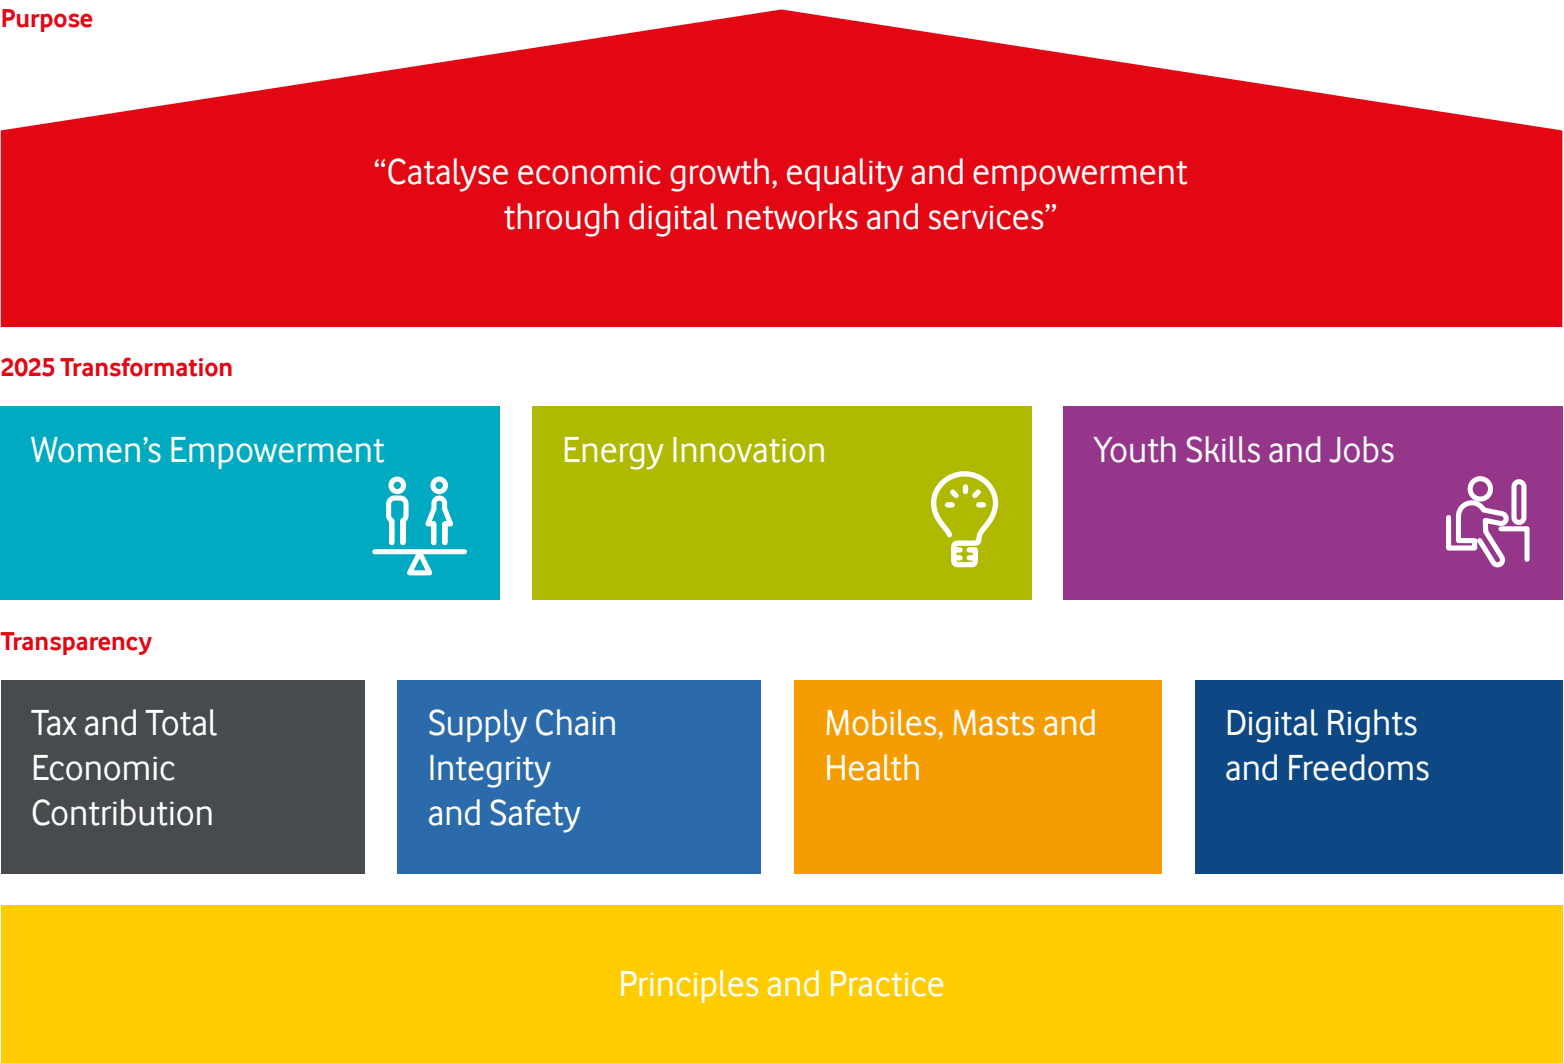 Purpose
“Catalyse economic growth, equality and empowerment
through digital networks and services”
2025 Transformation
Women’s Empowerment
Energy Innovation
Youth Skills and Jobs
Transparency
Tax and Total
Economic
Contribution
Supply Chain
Integrity
and Safety
Mobiles, Masts and
Health
Digital Rights
and Freedoms
Principles and Practice